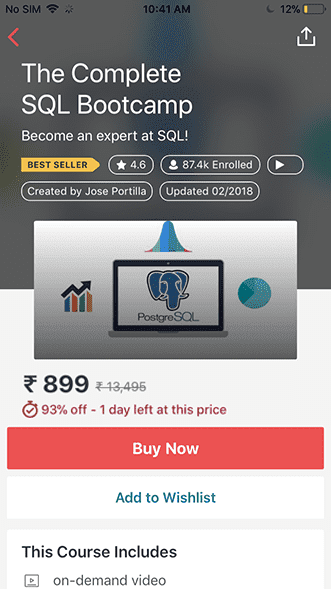 No SIM 10:41 AM 12%
The Complete
SQL Bootcamp
Become an expert at SQL!
BEST SELLER 4.6 87.4k Enrolled
Created by Jose Portilla Updated 02/2018
PostgreSQL
₹ 899 ₹ 13,495
93% off - 1 day left at this price
Buy Now
Add to Wishlist
This Course Includes
on-demand video